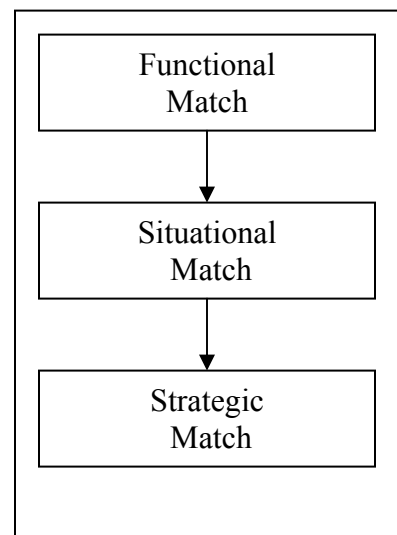 Functional
Match
Situational
Match
Strategic
Match